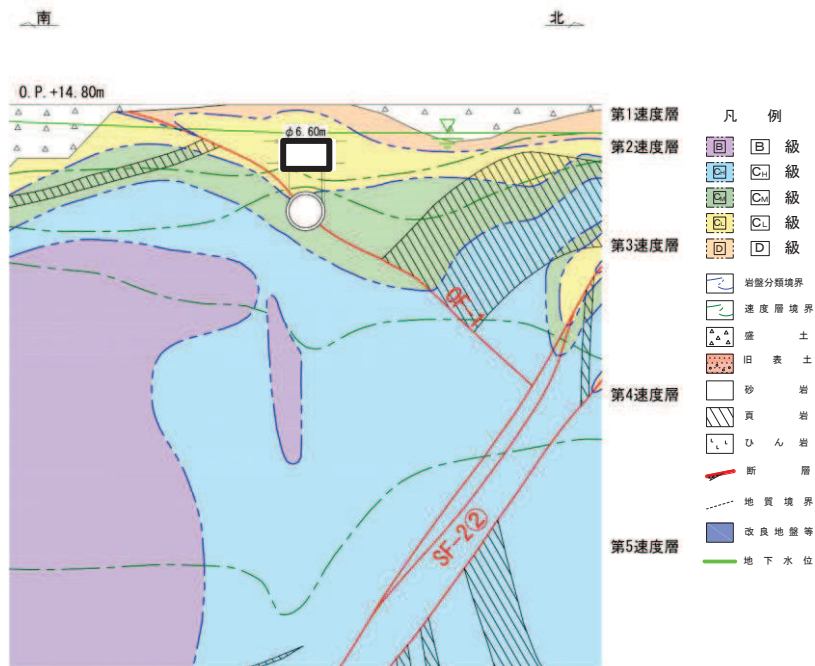 南
北
O.P.+14.80m
φ6.60m
OF-1
SF-2②
第1速度層
第2速度層
第3速度層
第4速度層
第5速度層
凡例
B B 級
CH CH 級
CM CM 級
CL CL 級
D D 級
岩盤分類境界
速度層境界
盛土
旧表土
砂岩
頁岩
ひん岩
断層
地質境界
改良地盤等
地下水位